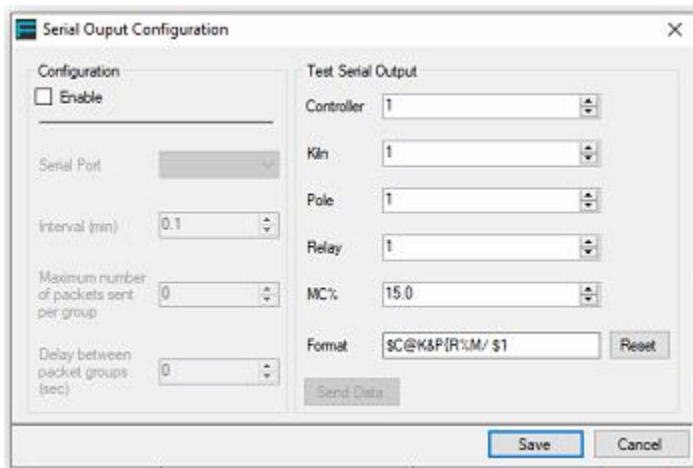 Serial Ouput Configuration
Configuration
Enable
Serial Port
Interval (min)
0.1
Maximum number
of packets sent
per group
0
Delay between
packet groups
(sec)
0
Test Serial Output
Controller
1
Kiln
1
Pole
1
Relay
1
MC%
15.0
Format
$C@K&P{R%M/ $1
Reset
Send Data
Save
Cancel